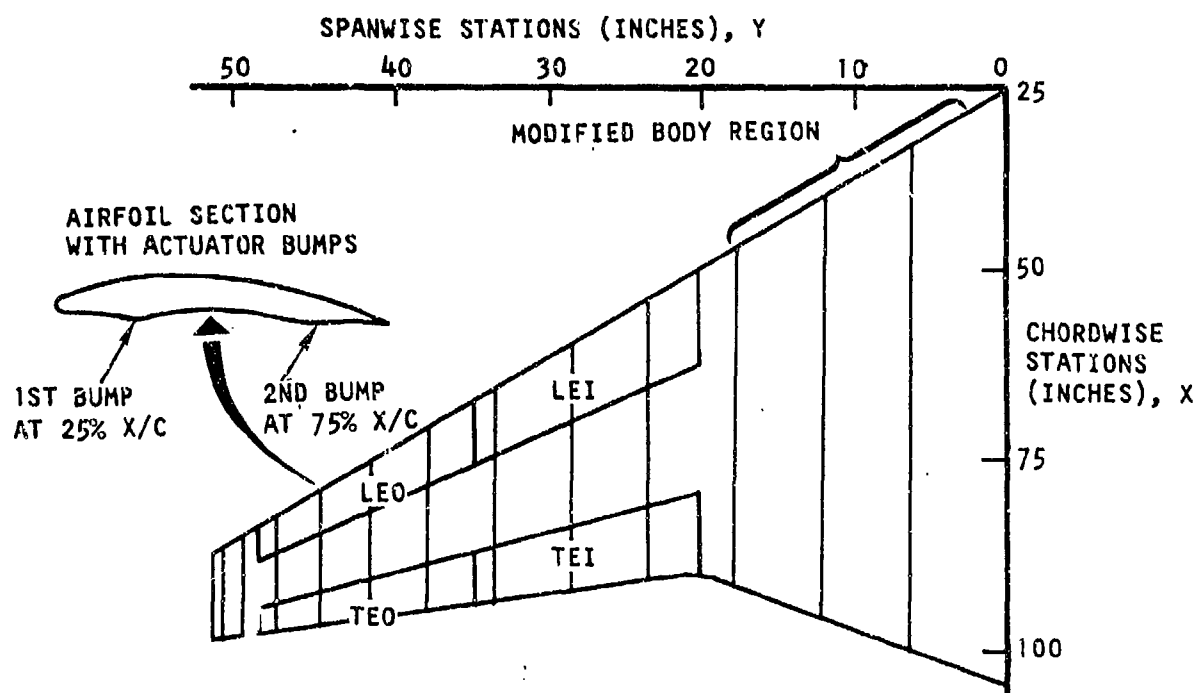 SPANWISE STATIONS (INCHES), Y
50 40 30 20 10 0
25
MODIFIED BODY REGION
AIRFOIL SECTION
WITH ACTUATOR BUMPS
50
CHORDWISE
STATIONS
(INCHES), X
1ST BUMP
AT 25% X/C
2ND BUMP
AT 75% X/C
LEI
75
LEO
TEI
TEO
100